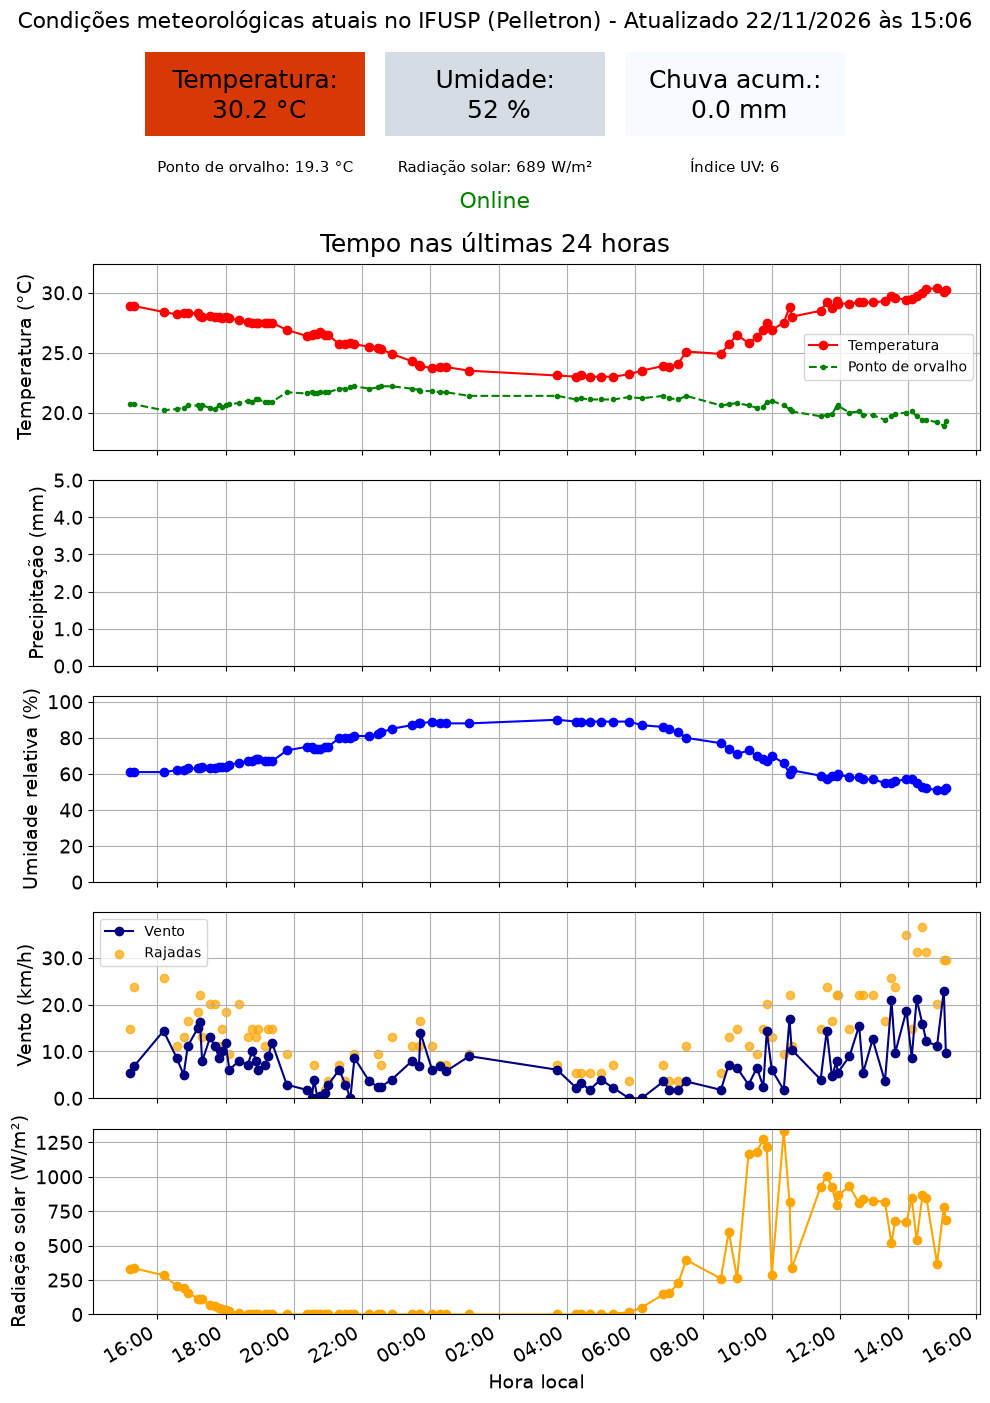 Condições meteorológicas atuais no IFUSP (Pelletron) - Atualizado 22/11/2026 às 15:06
Temperatura:
30.2 °C
Umidade:
52 %
Chuva acum.:
0.0 mm
Ponto de orvalho: 19.3 °C
Radiação solar: 689 W/m²
Índice UV: 6
Online
Tempo nas últimas 24 horas
Temperatura (°C)
30.0
25.0
20.0
Temperatura
Ponto de orvalho
Precipitação (mm)
5.0
4.0
3.0
2.0
1.0
0.0
Umidade relativa (%)
100
80
60
40
20
0
Vento (km/h)
30.0
20.0
10.0
0.0
Vento
Rajadas
Radiação solar (W/m²)
1250
1000
750
500
250
0
16:00
18:00
20:00
22:00
00:00
02:00
04:00
06:00
08:00
10:00
12:00
14:00
16:00
Hora local